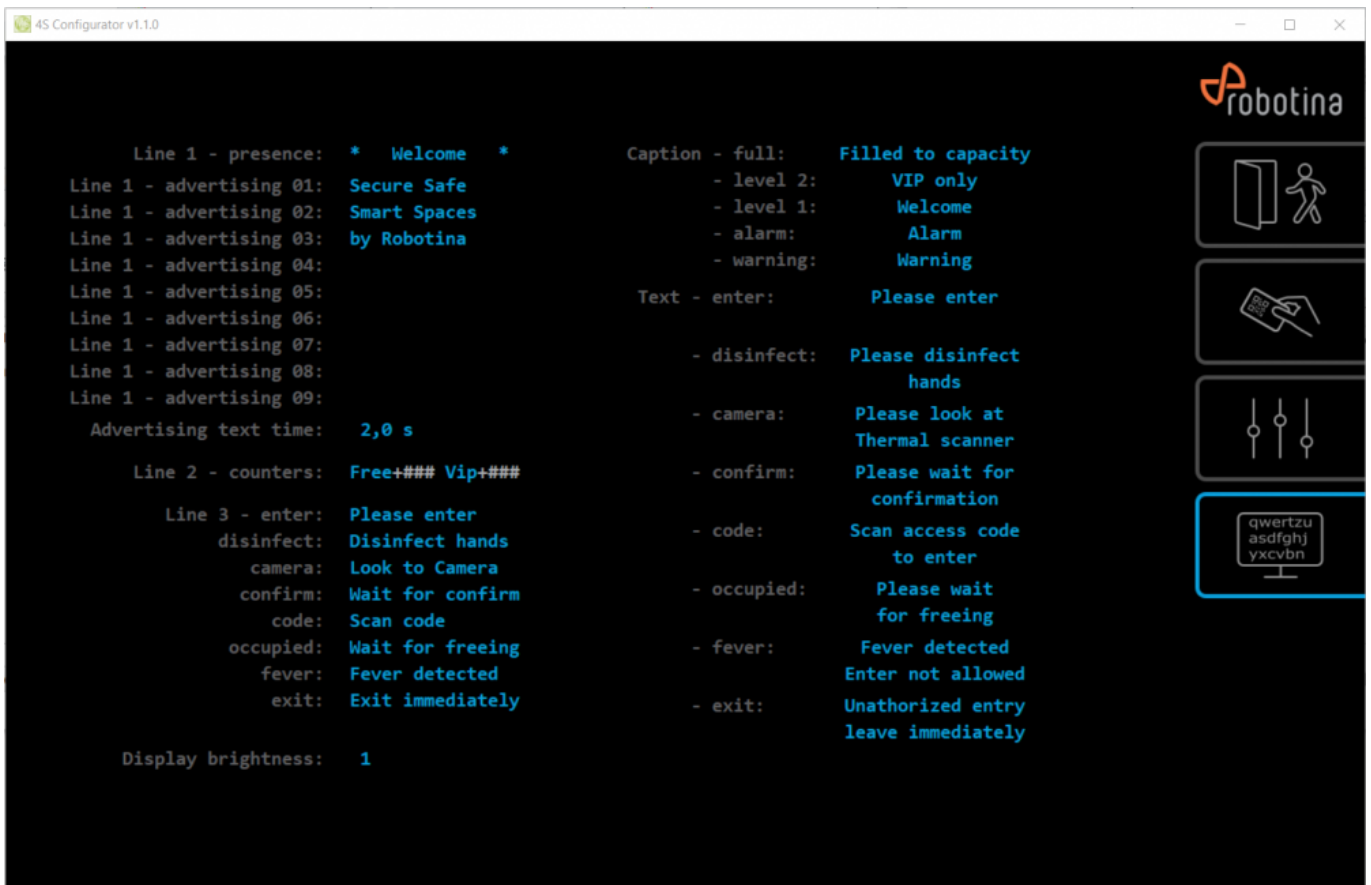 4S Configurator v1.1.0
robotina
Line 1 - presence: * Welcome *
Line 1 - advertising 01: Secure Safe
Line 1 - advertising 02: Smart Spaces
Line 1 - advertising 03: by Robotina
Line 1 - advertising 04:
Line 1 - advertising 05:
Line 1 - advertising 06:
Line 1 - advertising 07:
Line 1 - advertising 08:
Line 1 - advertising 09:
Advertising text time: 2,0 s
Line 2 - counters: Free+### Vip+###
Line 3 - enter: Please enter
disinfect: Disinfect hands
camera: Look to Camera
confirm: Wait for confirm
code: Scan code
occupied: Wait for freeing
fever: Fever detected
exit: Exit immediately
Display brightness: 1
Caption - full: Filled to capacity
- level 2: VIP only
- level 1: Welcome
- alarm: Alarm
- warning: Warning
Text - enter: Please enter
- disinfect: Please disinfect
hands
- camera: Please look at
Thermal scanner
- confirm: Please wait for
confirmation
- code: Scan access code
to enter
- occupied: Please wait
for freeing
- fever: Fever detected
Enter not allowed
- exit: Unathorized entry
leave immediately
qwertzu
asdfghj
yxcvbn